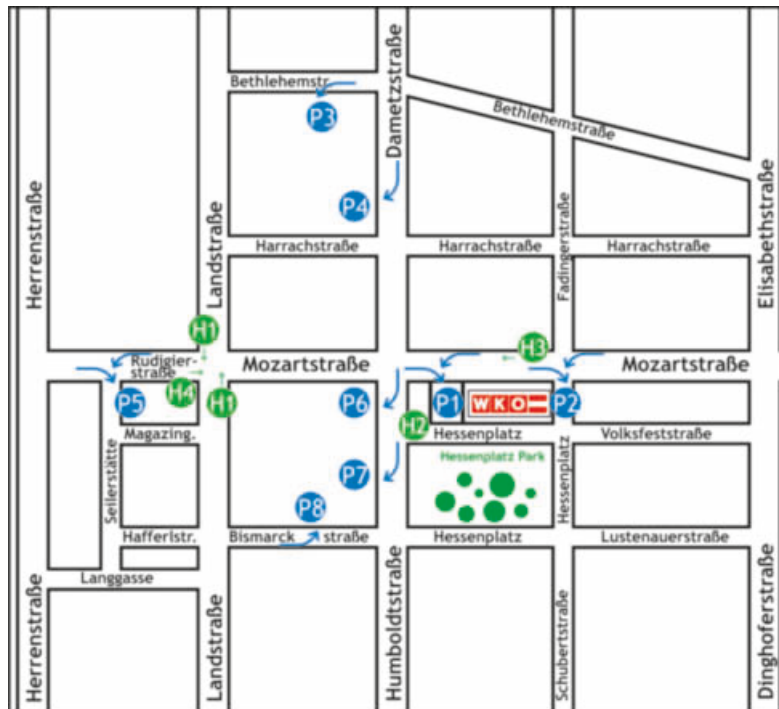 Bethlehemstr.
P3
Dametzstraße
Bethlehemstraße
P4
Herrenstraße
Landstraße
Harrachstraße
Harrachstraße
Fadingerstraße
Harrachstraße
Elisabethstraße
H1
Rudigier-
straße
Mozartstraße
H3
Mozartstraße
P5
H4
H1
P6
P1
WKO
P2
H2
Magazing.
Hessenplatz
Volksfeststraße
Seilerstätte
Hessenplatz Park
Hessenplatz
P7
P8
Hafferlstr.
Bismarck straße
Hessenplatz
Lustenauerstraße
Langgasse
Herrenstraße
Landstraße
Humboldtstraße
Schubertstraße
Dinghoferstraße